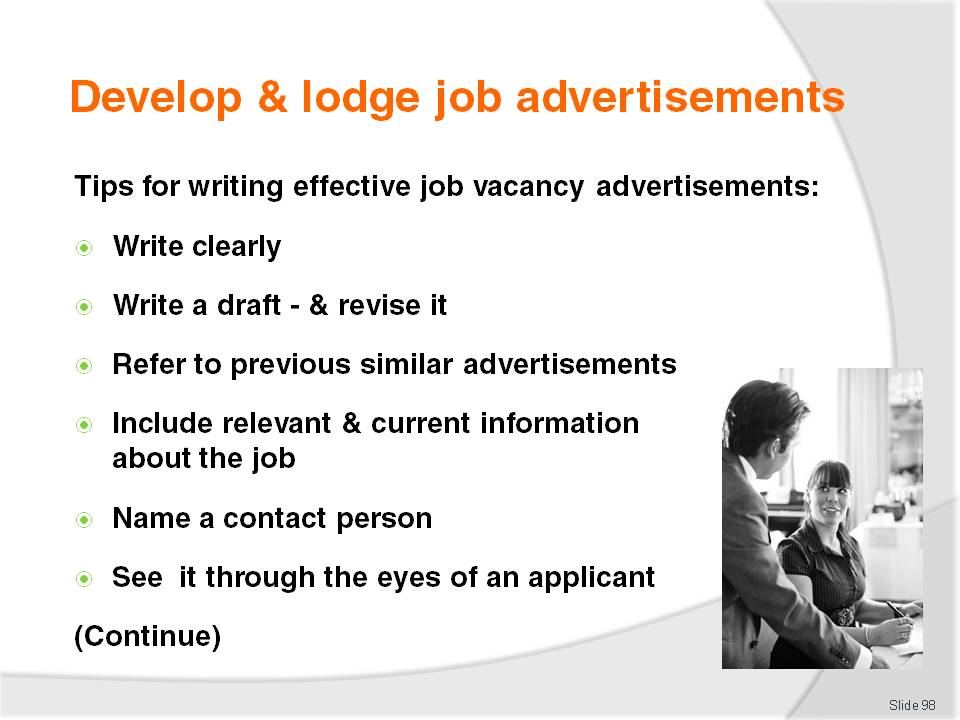 Develop & lodge job advertisements
Tips for writing effective job vacancy advertisements:
Write clearly
Write a draft - & revise it
Refer to previous similar advertisements
Include relevant & current information
about the job
Name a contact person
See  it through the eyes of an applicant
(Continue)
Slide 98